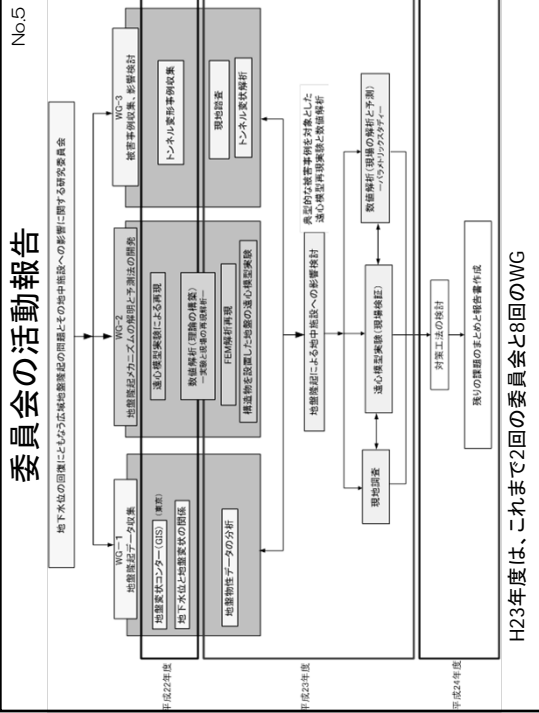 No.5
委員会の活動報告
地下水位の回復にともなう広域地盤隆起の問題とその地中施設への影響に関する研究委員会
WG-1
地盤隆起データ収集
地盤変状コンター(GIS) (東京)
地下水位と地盤変状の関係
地盤物性データの分析
WG-2
地盤隆起メカニズムの解明と予測法の開発
遠心模型実験による再現
数値解析(理論の構築)
―実験と現場の再現解析―
FEM解析再現
構造物を設置した地盤の遠心模型実験
WG-3
被害事例収集、影響検討
トンネル変形事例収集
現地踏査
トンネル変状解析
平成22年度
平成23年度
平成24年度
地盤隆起による地中施設への影響検討
典型的な被害事例を対象とした
遠心模型再現実験と数値解析
現地調査
遠心模型実験(現場検証)
数値解析(現場の解析と予測)
―パラメトリックスタディー
対策工法の検討
残りの課題のまとめと報告書作成
H23年度は、これまで2回の委員会と8回のWG